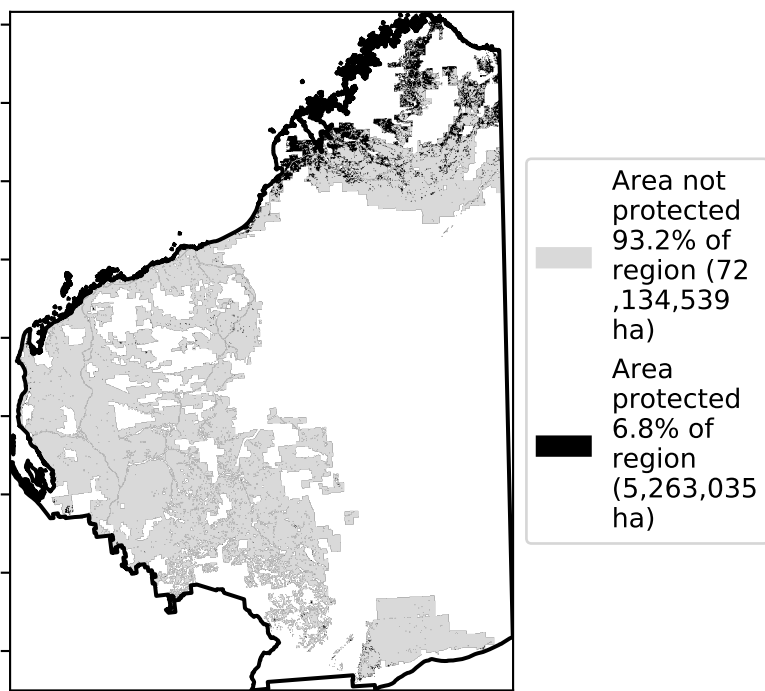 Area not
protected
93.2% of
region (72
,134,539
ha)
Area
protected
6.8% of
region
(5,263,035
ha)